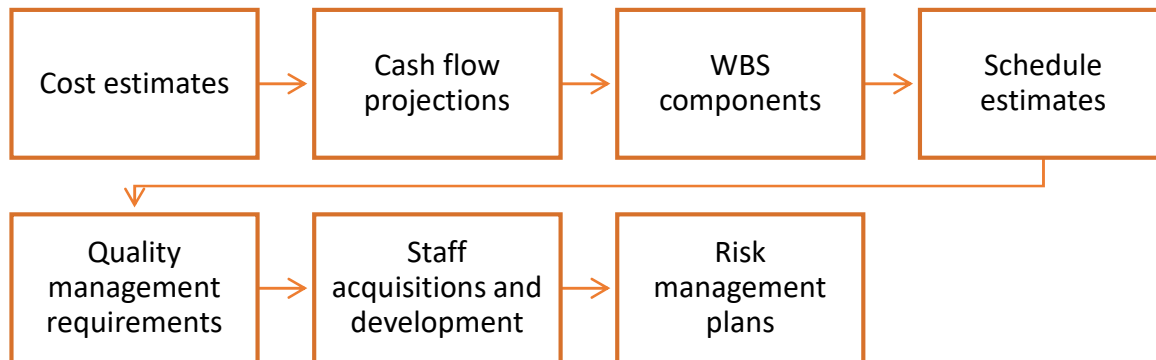 Cost estimates
Cash flow
projections
WBS
components
Schedule
estimates
Quality
management
requirements
Staff
acquisitions and
development
Risk
management
plans